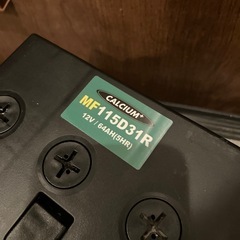 CALCIUM+
MF115D31R
12V / 64AH(5HR)